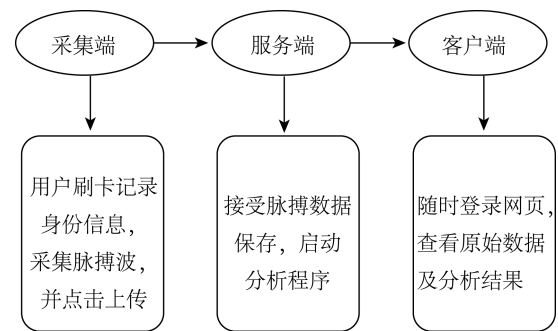 采集端
服务端
客户端
用户刷卡记录
身份信息，
采集脉搏波，
并点击上传
接受脉搏数据
保存，启动
分析程序
随时登录网页，
查看原始数据
及分析结果